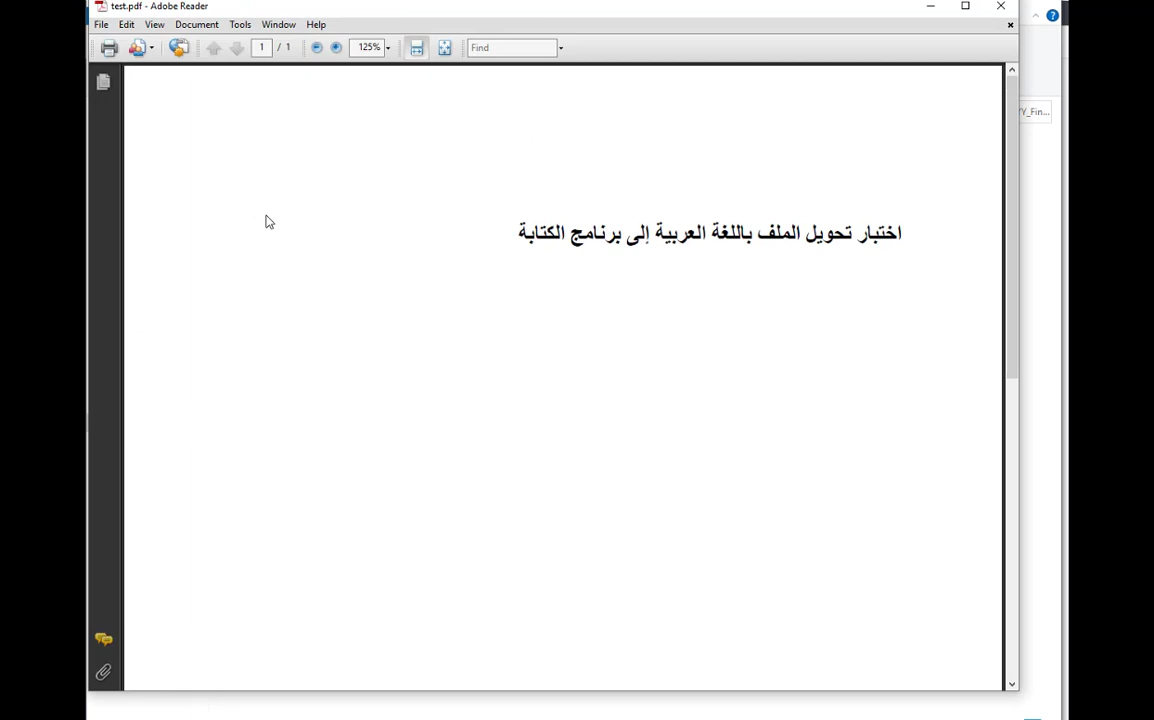 test.pdf - Adobe Reader
File Edit View Document Tools Window Help
1 / 1 125% Find
Y_Fin...
اختبار تحويل الملف باللغة العربية إلى برنامج الكتابة